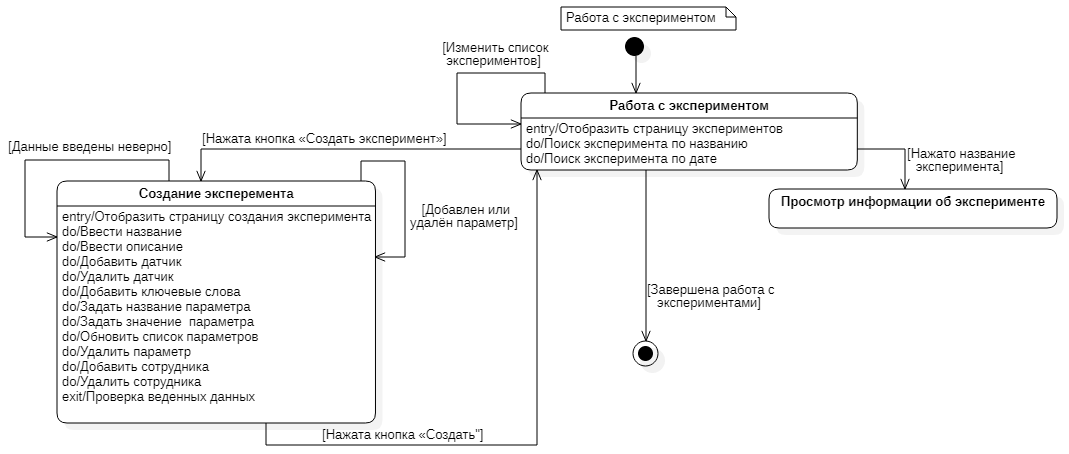 Работа с экспериментом
[Изменить список
экспериментов]
Работа с экспериментом
entry/Отобразить страницу экспериментов
do/Поиск эксперимента по названию
do/Поиск эксперимента по дате
[Нажата кнопка «Создать эксперимент»]
[Данные введены неверно]
[Нажато название
эксперимента]
Просмотр информации об эксперименте
Создание эксперемента
entry/Отобразить страницу создания эксперимента
do/Ввести название
do/Ввести описание
do/Добавить датчик
do/Удалить датчик
do/Добавить ключевые слова
do/Задать название параметра
do/Задать значение  параметра
do/Обновить список параметров
do/Удалить параметр
do/Добавить сотрудника
do/Удалить сотрудника
exit/Проверка веденных данных
[Добавлен или
удалён параметр]
[Завершена работа с
экспериментами]
[Нажата кнопка «Создать"]